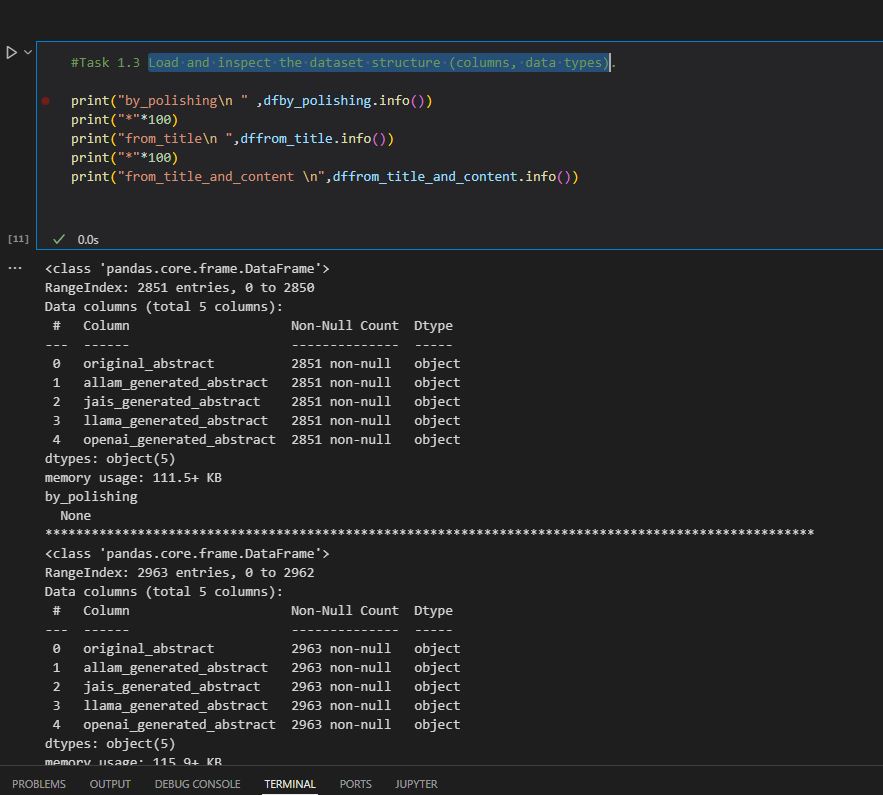 #Task 1.3 Load and inspect the dataset structure (columns, data types).
print("by_polishing\n " ,dfby_polishing.info())
print("*"*100)
print("from_title\n ",dffrom_title.info())
print("*"*100)
print("from_title_and_content \n",dffrom_title_and_content.info())
[11]
0.0s
...
<class 'pandas.core.frame.DataFrame'>
RangeIndex: 2851 entries, 0 to 2850
Data columns (total 5 columns):
 #   Column                     Non-Null Count  Dtype
---  ------                     --------------  -----
 0   original_abstract          2851 non-null   object
 1   allam_generated_abstract   2851 non-null   object
 2   jais_generated_abstract    2851 non-null   object
 3   llama_generated_abstract   2851 non-null   object
 4   openai_generated_abstract  2851 non-null   object
dtypes: object(5)
memory usage: 111.5+ KB
by_polishing
  None
****************************************************************************************************
<class 'pandas.core.frame.DataFrame'>
RangeIndex: 2963 entries, 0 to 2962
Data columns (total 5 columns):
 #   Column                     Non-Null Count  Dtype
---  ------                     --------------  -----
 0   original_abstract          2963 non-null   object
 1   allam_generated_abstract   2963 non-null   object
 2   jais_generated_abstract    2963 non-null   object
 3   llama_generated_abstract   2963 non-null   object
 4   openai_generated_abstract  2963 non-null   object
dtypes: object(5)
memory usage: 115.9+ KB
PROBLEMS OUTPUT DEBUG CONSOLE TERMINAL PORTS JUPYTER